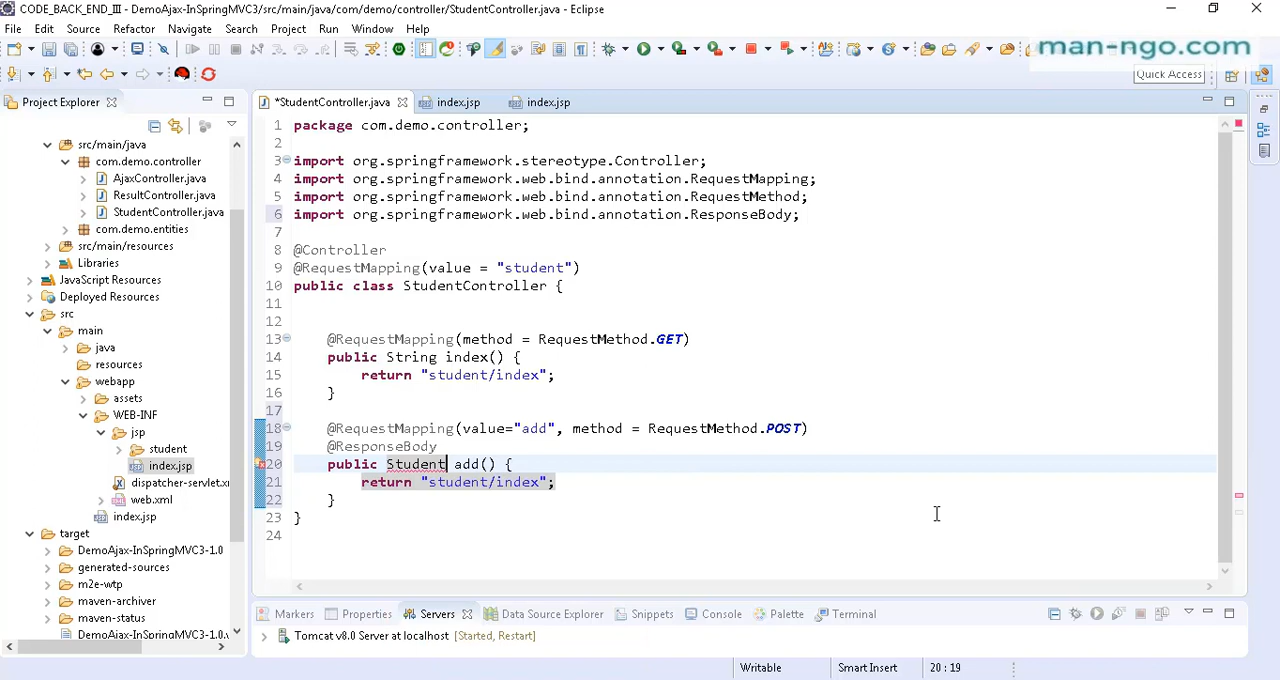 CODE_BACK_END_III - DemoAjax-InSpringMVC3/src/main/java/com/demo/controller/StudentController.java - Eclipse
File Edit Source Refactor Navigate Search Project Run Window Help
man-ngo.com
Quick Access
Project Explorer
*StudentController.java index.jsp index.jsp
src/main/java
com.demo.controller
AjaxController.java
ResultController.java
StudentController.java
com.demo.entities
src/main/resources
Libraries
JavaScript Resources
Deployed Resources
src
main
java
resources
webapp
assets
WEB-INF
jsp
student
index.jsp
dispatcher-servlet.xm
web.xml
index.jsp
target
DemoAjax-InSpringMVC3-1.0
generated-sources
m2e-wtp
maven-archiver
maven-status
DemoAjax-InSpringMVC3-1.0.v
1 package com.demo.controller;
2
3 import org.springframework.stereotype.Controller;
4 import org.springframework.web.bind.annotation.RequestMapping;
5 import org.springframework.web.bind.annotation.RequestMethod;
6 import org.springframework.web.bind.annotation.ResponseBody;
7
8 @Controller
9 @RequestMapping(value = "student")
10 public class StudentController {
11
12
13 @RequestMapping(method = RequestMethod.GET)
14 public String index() {
15 return "student/index";
16 }
17
18 @RequestMapping(value="add", method = RequestMethod.POST)
19 @ResponseBody
20 public Student add() {
21 return "student/index";
22 }
23 }
24
Markers Properties Servers Data Source Explorer Snippets Console Palette Terminal
Tomcat v8.0 Server at localhost [Started, Restart]
Writable Smart Insert 20 : 19